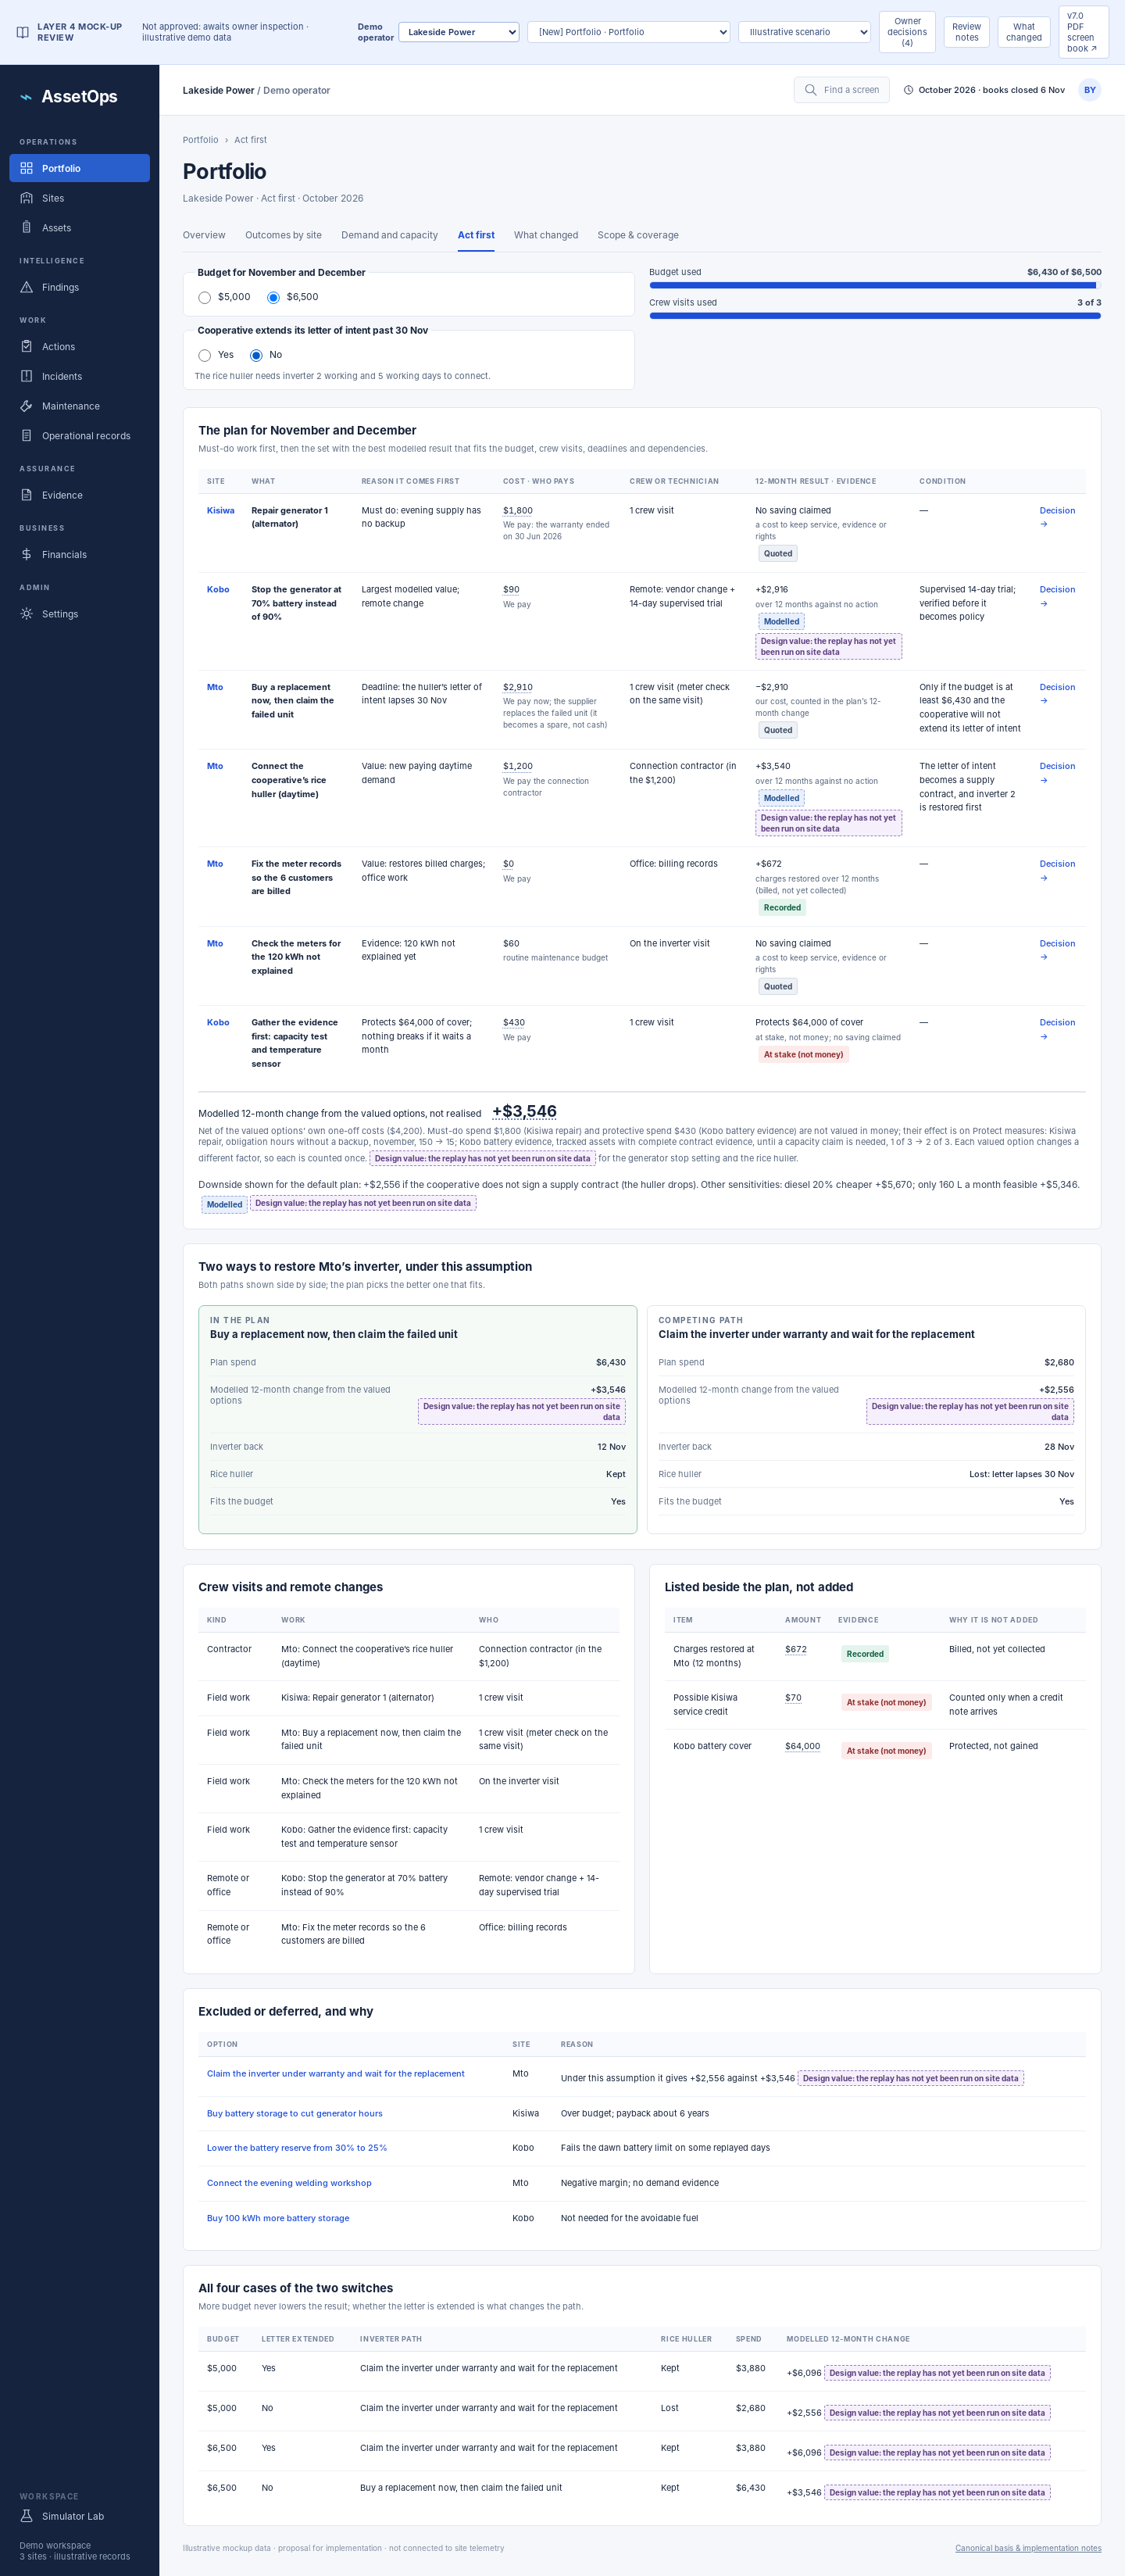 LAYER 4 MOCK-UP REVIEW
Not approved: awaits owner inspection · illustrative demo data
Demo operator
Lakeside Power
[New] Portfolio · Portfolio
Illustrative scenario
Owner decisions (4)
Review notes
What changed
v7.0 PDF screen book ↗
AssetOps
OPERATIONS
Portfolio
Sites
Assets
INTELLIGENCE
Findings
WORK
Actions
Incidents
Maintenance
Operational records
ASSURANCE
Evidence
BUSINESS
Financials
ADMIN
Settings
WORKSPACE
Simulator Lab
Demo workspace
3 sites · illustrative records
Lakeside Power / Demo operator
Find a screen
October 2026 · books closed 6 Nov
BY
Portfolio › Act first
Portfolio
Lakeside Power · Act first · October 2026
Overview
Outcomes by site
Demand and capacity
Act first
What changed
Scope & coverage
Budget for November and December
$5,000
$6,500
Cooperative extends its letter of intent past 30 Nov
Yes
No
The rice huller needs inverter 2 working and 5 working days to connect.
Budget used $6,430 of $6,500
Crew visits used 3 of 3
The plan for November and December
Must-do work first, then the set with the best modelled result that fits the budget, crew visits, deadlines and dependencies.
SITE WHAT REASON IT COMES FIRST COST · WHO PAYS CREW OR TECHNICIAN 12-MONTH RESULT · EVIDENCE CONDITION
Kisiwa
Repair generator 1 (alternator)
Must do: evening supply has no backup
$1,800
We pay: the warranty ended on 30 Jun 2026
1 crew visit
No saving claimed
a cost to keep service, evidence or rights
Quoted
—
Decision →
Kobo
Stop the generator at 70% battery instead of 90%
Largest modelled value; remote change
$90
We pay
Remote: vendor change + 14-day supervised trial
+$2,916
over 12 months against no action
Modelled
Design value: the replay has not yet been run on site data
Supervised 14-day trial; verified before it becomes policy
Decision →
Mto
Buy a replacement now, then claim the failed unit
Deadline: the huller's letter of intent lapses 30 Nov
$2,910
We pay now; the supplier replaces the failed unit (it becomes a spare, not cash)
1 crew visit (meter check on the same visit)
−$2,910
our cost, counted in the plan's 12-month change
Quoted
Only if the budget is at least $6,430 and the cooperative will not extend its letter of intent
Decision →
Mto
Connect the cooperative's rice huller (daytime)
Value: new paying daytime demand
$1,200
We pay the connection contractor
Connection contractor (in the $1,200)
+$3,540
over 12 months against no action
Modelled
Design value: the replay has not yet been run on site data
The letter of intent becomes a supply contract, and inverter 2 is restored first
Decision →
Mto
Fix the meter records so the 6 customers are billed
Value: restores billed charges; office work
$0
We pay
Office: billing records
+$672
charges restored over 12 months (billed, not yet collected)
Recorded
—
Decision →
Mto
Check the meters for the 120 kWh not explained
Evidence: 120 kWh not explained yet
$60
routine maintenance budget
On the inverter visit
No saving claimed
a cost to keep service, evidence or rights
Quoted
—
Decision →
Kobo
Gather the evidence first: capacity test and temperature sensor
Protects $64,000 of cover; nothing breaks if it waits a month
$430
We pay
1 crew visit
Protects $64,000 of cover
at stake, not money; no saving claimed
At stake (not money)
—
Decision →
Modelled 12-month change from the valued options, not realised +$3,546
Net of the valued options' own one-off costs ($4,200). Must-do spend $1,800 (Kisiwa repair) and protective spend $430 (Kobo battery evidence) are not valued in money; their effect is on Protect measures: Kisiwa
repair, obligation hours without a backup, november, 150 → 15; Kobo battery evidence, tracked assets with complete contract evidence, until a capacity claim is needed, 1 of 3 → 2 of 3. Each valued option changes a
different factor, so each is counted once. Design value: the replay has not yet been run on site data for the generator stop setting and the rice huller.
Downside shown for the default plan: +$2,556 if the cooperative does not sign a supply contract (the huller drops). Other sensitivities: diesel 20% cheaper +$5,670; only 160 L a month feasible +$5,346.
Modelled Design value: the replay has not yet been run on site data
Two ways to restore Mto's inverter, under this assumption
Both paths shown side by side; the plan picks the better one that fits.
IN THE PLAN
Buy a replacement now, then claim the failed unit
Plan spend $6,430
Modelled 12-month change from the valued options +$3,546
Design value: the replay has not yet been run on site data
Inverter back 12 Nov
Rice huller Kept
Fits the budget Yes
COMPETING PATH
Claim the inverter under warranty and wait for the replacement
Plan spend $2,680
Modelled 12-month change from the valued options +$2,556
Design value: the replay has not yet been run on site data
Inverter back 28 Nov
Rice huller Lost: letter lapses 30 Nov
Fits the budget Yes
Crew visits and remote changes
KIND WORK WHO
Contractor
Mto: Connect the cooperative's rice huller (daytime)
Connection contractor (in the $1,200)
Field work
Kisiwa: Repair generator 1 (alternator)
1 crew visit
Field work
Mto: Buy a replacement now, then claim the failed unit
1 crew visit (meter check on the same visit)
Field work
Mto: Check the meters for the 120 kWh not explained
On the inverter visit
Field work
Kobo: Gather the evidence first: capacity test and temperature sensor
1 crew visit
Remote or office
Kobo: Stop the generator at 70% battery instead of 90%
Remote: vendor change + 14-day supervised trial
Remote or office
Mto: Fix the meter records so the 6 customers are billed
Office: billing records
Listed beside the plan, not added
ITEM AMOUNT EVIDENCE WHY IT IS NOT ADDED
Charges restored at Mto (12 months)
$672
Recorded
Billed, not yet collected
Possible Kisiwa service credit
$70
At stake (not money)
Counted only when a credit note arrives
Kobo battery cover
$64,000
At stake (not money)
Protected, not gained
Excluded or deferred, and why
OPTION SITE REASON
Claim the inverter under warranty and wait for the replacement Mto Under this assumption it gives +$2,556 against +$3,546 Design value: the replay has not yet been run on site data
Buy battery storage to cut generator hours Kisiwa Over budget; payback about 6 years
Lower the battery reserve from 30% to 25% Kobo Fails the dawn battery limit on some replayed days
Connect the evening welding workshop Mto Negative margin; no demand evidence
Buy 100 kWh more battery storage Kobo Not needed for the avoidable fuel
All four cases of the two switches
More budget never lowers the result; whether the letter is extended is what changes the path.
BUDGET LETTER EXTENDED INVERTER PATH RICE HULLER SPEND MODELLED 12-MONTH CHANGE
$5,000 Yes Claim the inverter under warranty and wait for the replacement Kept $3,880 +$6,096 Design value: the replay has not yet been run on site data
$5,000 No Claim the inverter under warranty and wait for the replacement Lost $2,680 +$2,556 Design value: the replay has not yet been run on site data
$6,500 Yes Claim the inverter under warranty and wait for the replacement Kept $3,880 +$6,096 Design value: the replay has not yet been run on site data
$6,500 No Buy a replacement now, then claim the failed unit Kept $6,430 +$3,546 Design value: the replay has not yet been run on site data
Illustrative mockup data · proposal for implementation · not connected to site telemetry
Canonical basis & implementation notes